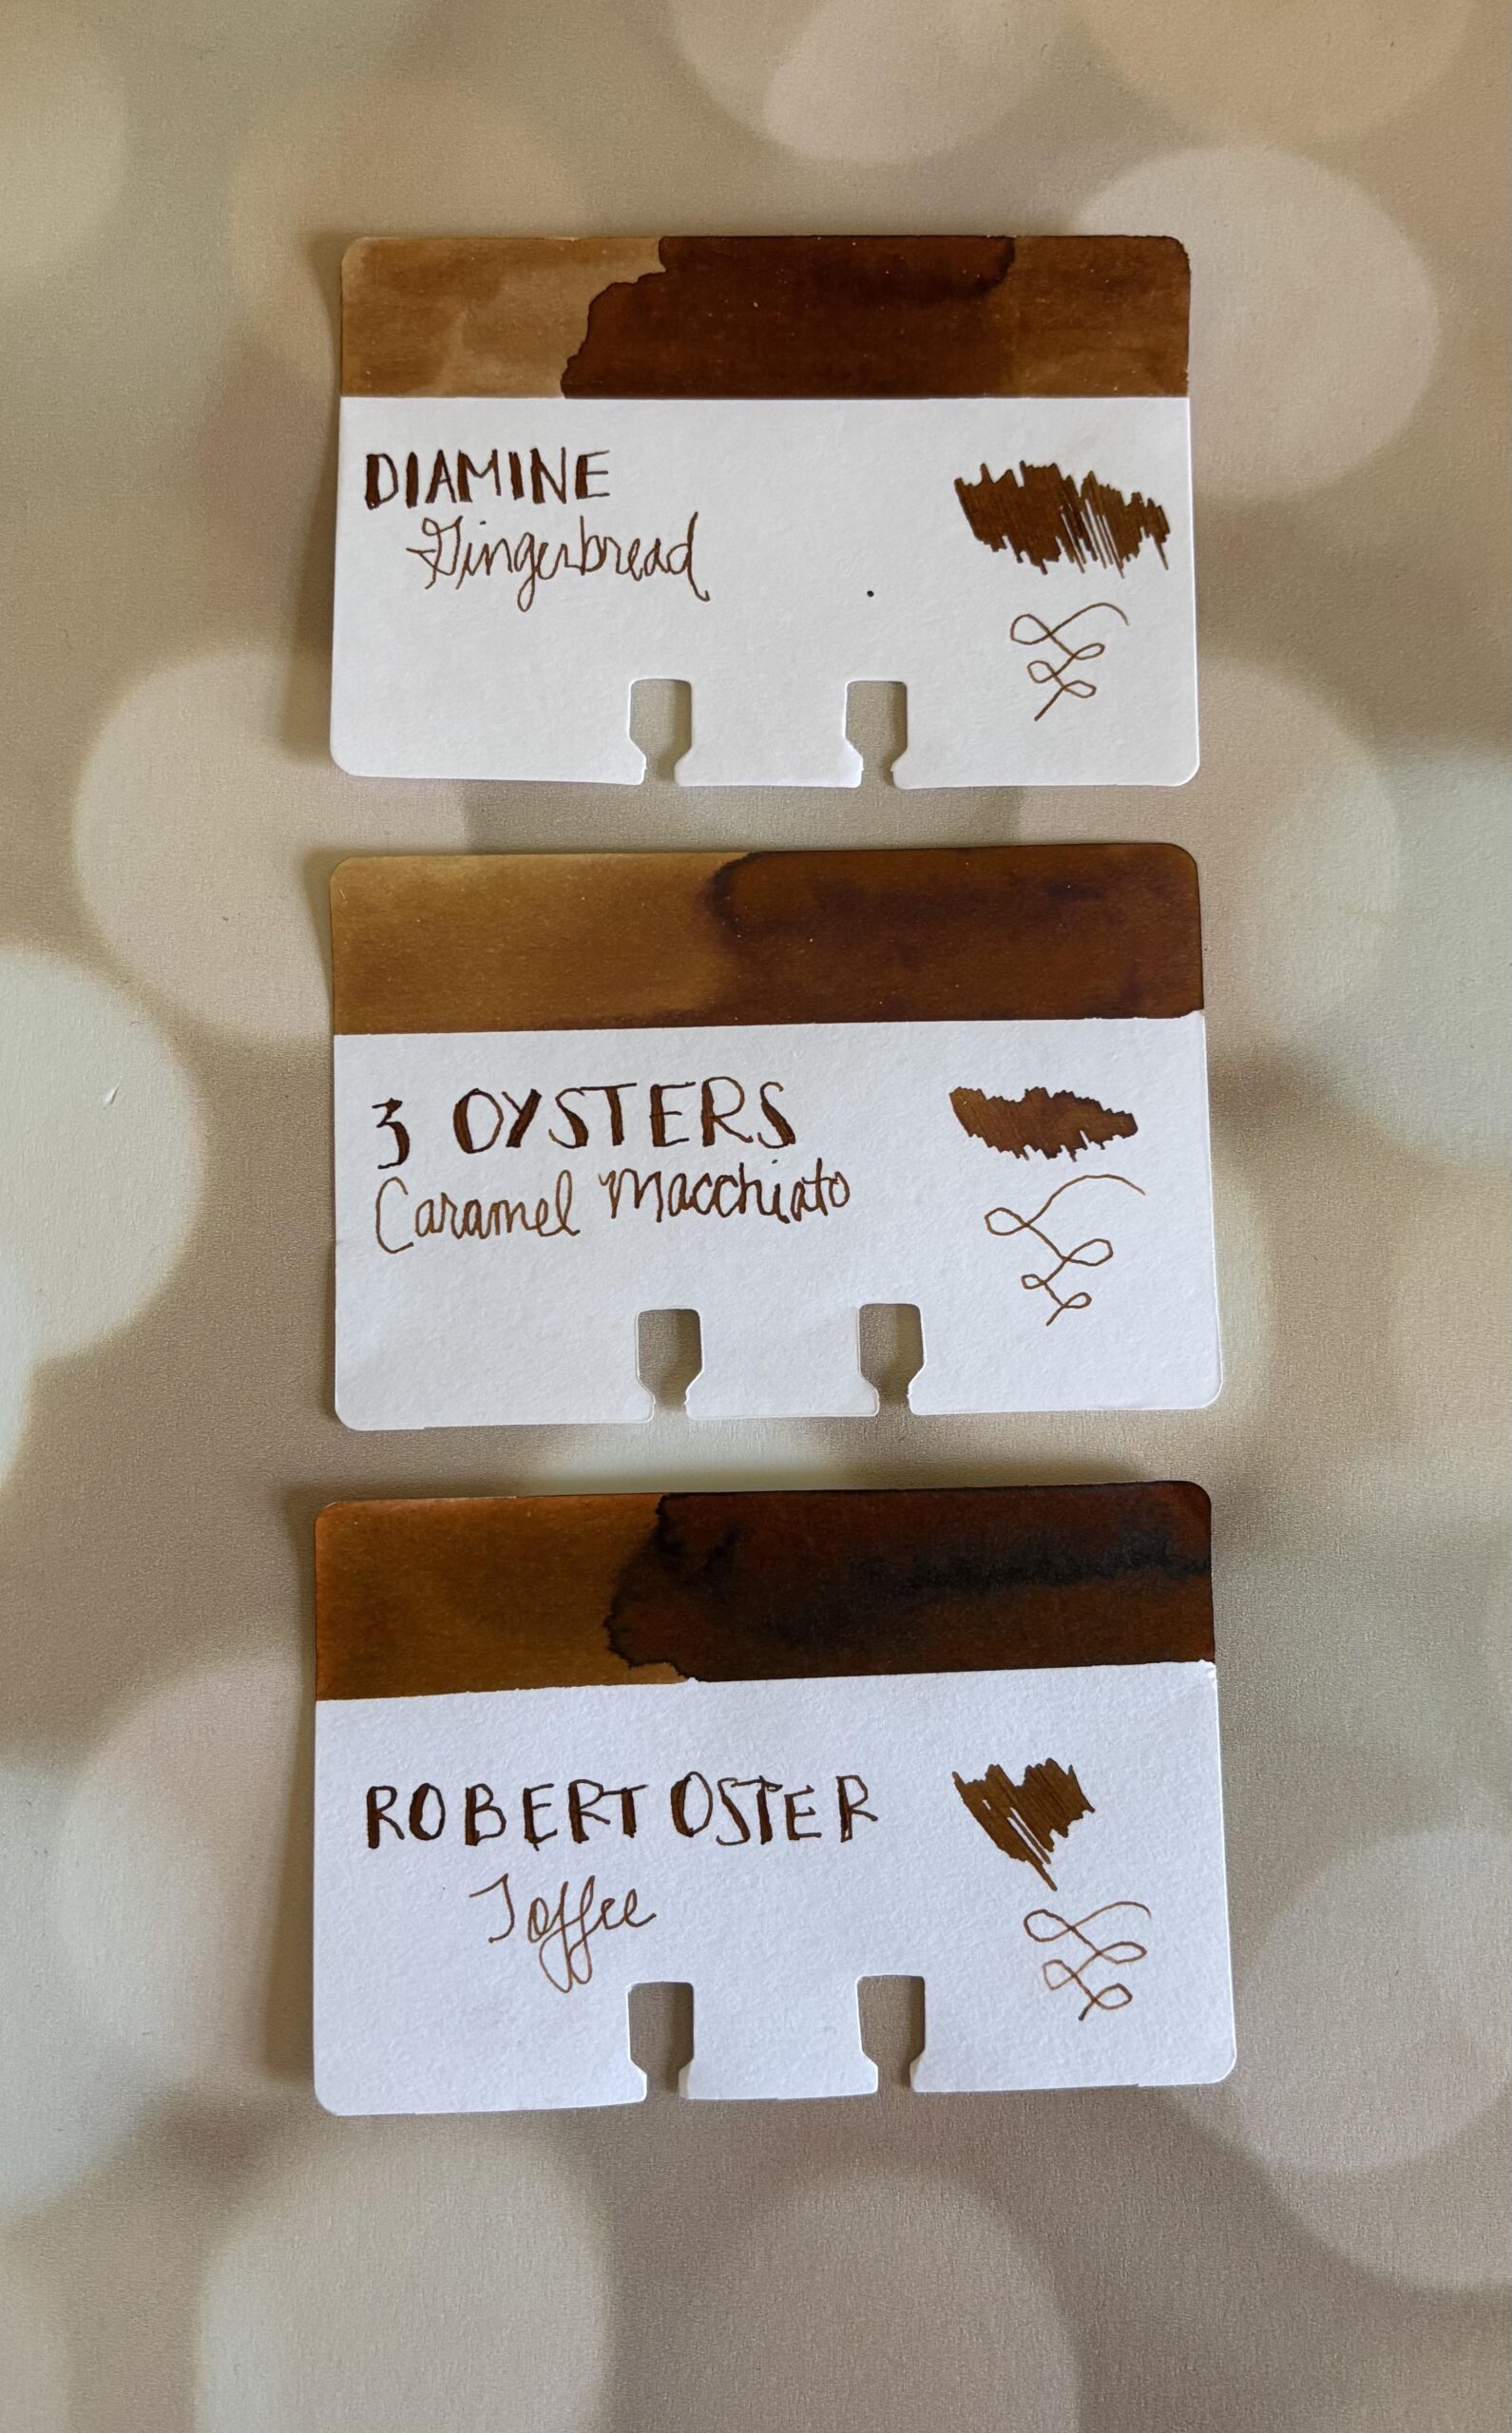 DIAMINE
Gingerbread
3 OYSTERS
Caramel Macchiato
ROBERT OSTER
Toffee